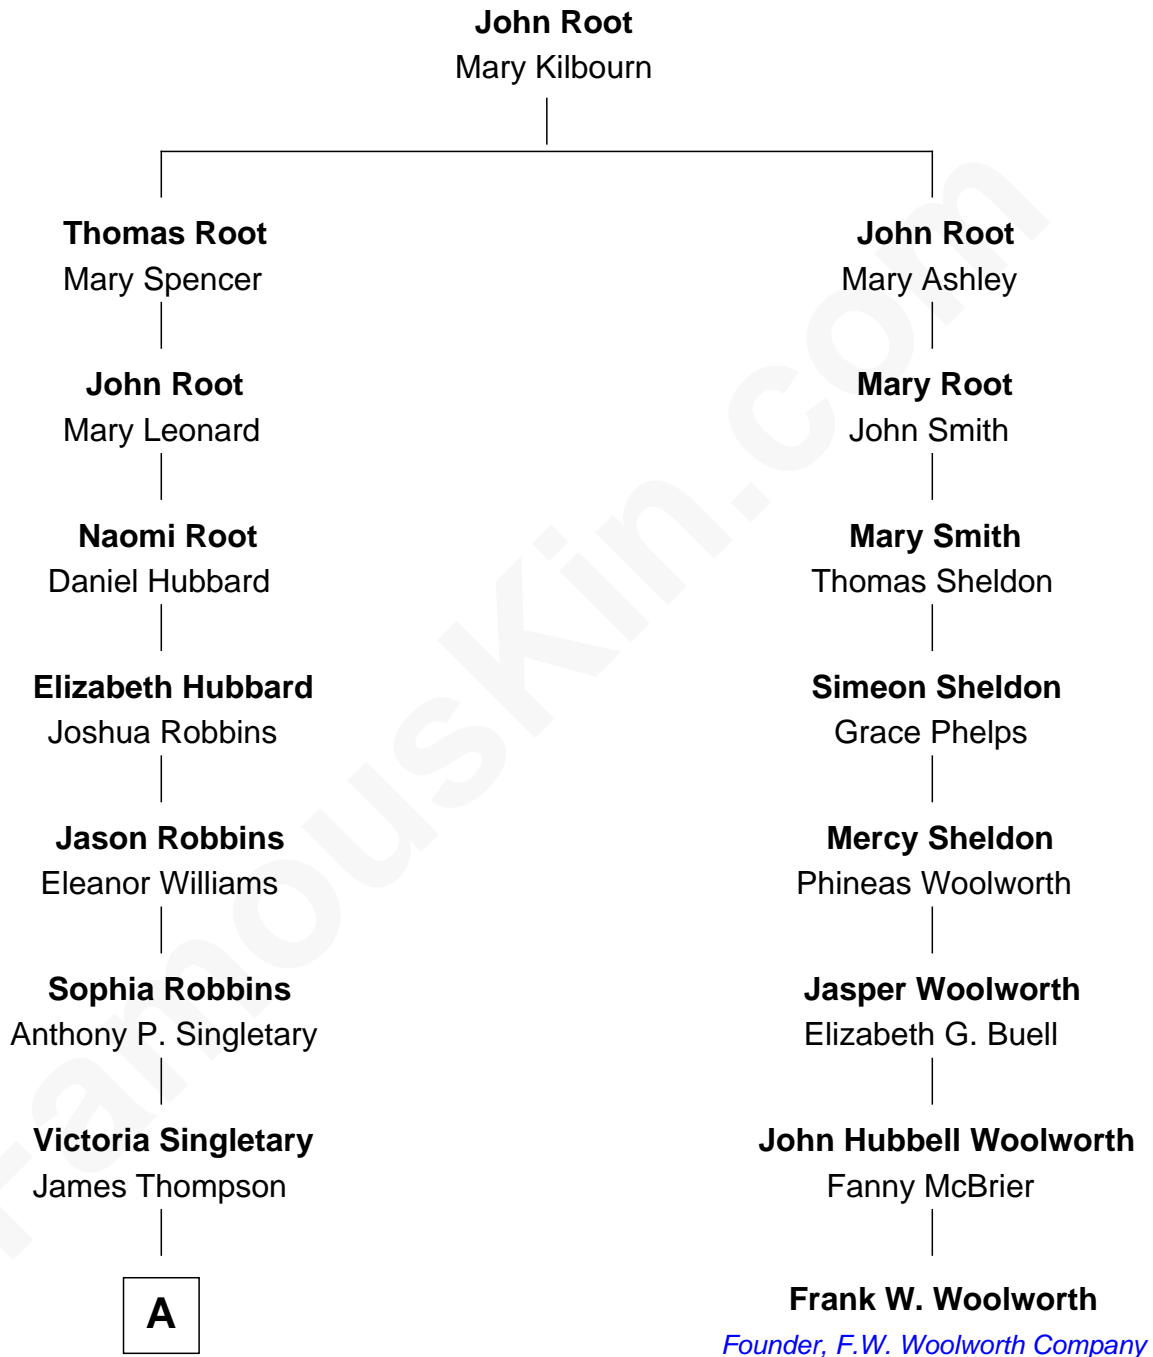 John Root
Mary Kilbourn
Thomas Root
Mary Spencer
John Root
Mary Ashley
John Root
Mary Leonard
Mary Root
John Smith
Naomi Root
Daniel Hubbard
Mary Smith
Thomas Sheldon
Elizabeth Hubbard
Joshua Robbins
Simeon Sheldon
Grace Phelps
Jason Robbins
Eleanor Williams
Mercy Sheldon
Phineas Woolworth
Sophia Robbins
Anthony P. Singletary
Jasper Woolworth
Elizabeth G. Buell
Victoria Singletary
James Thompson
John Hubbell Woolworth
Fanny McBrier
A
Frank W. Woolworth
Founder, F.W. Woolworth Company
FamousKin.com